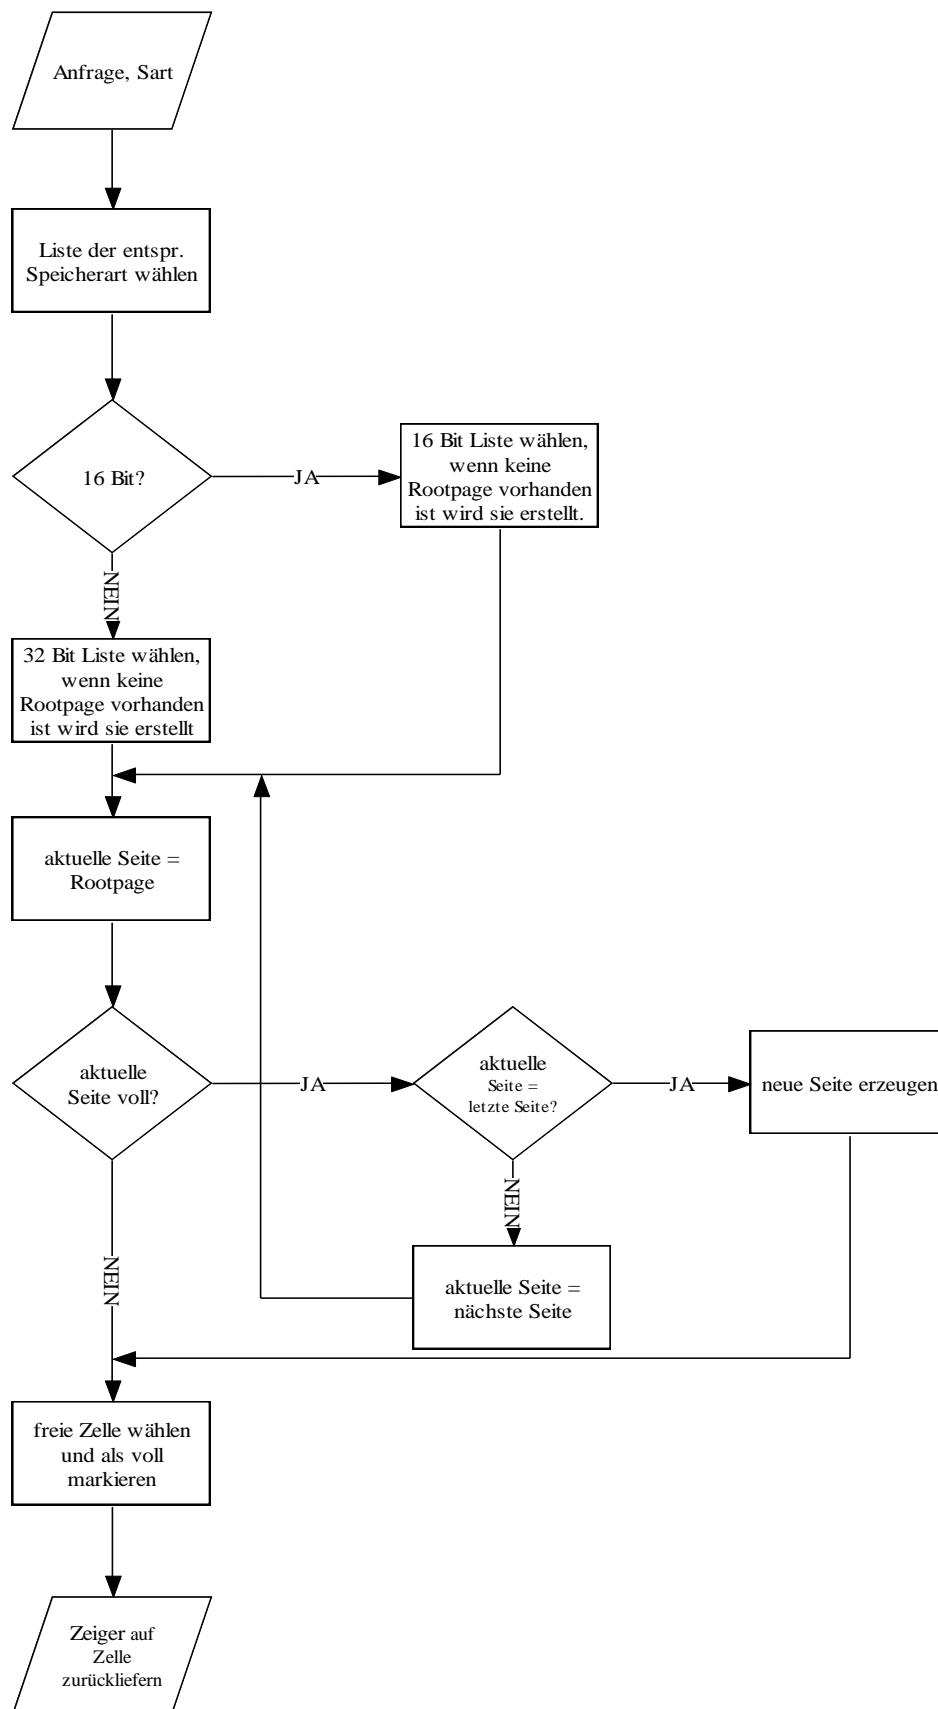 Anfrage, Sart
Liste der entspr.
Speicherart wählen
16 Bit?
JA
16 Bit Liste wählen,
wenn keine
Rootpage vorhanden
ist wird sie erstellt.
NEIN
32 Bit Liste wählen,
wenn keine
Rootpage vorhanden
ist wird sie erstellt
aktuelle Seite =
Rootpage
aktuelle
Seite voll?
JA
aktuelle
Seite =
letzte Seite?
JA
neue Seite erzeugen
NEIN
aktuelle Seite =
nächste Seite
NEIN
freie Zelle wählen
und als voll
markieren
Zeiger auf
Zelle
zurückliefern